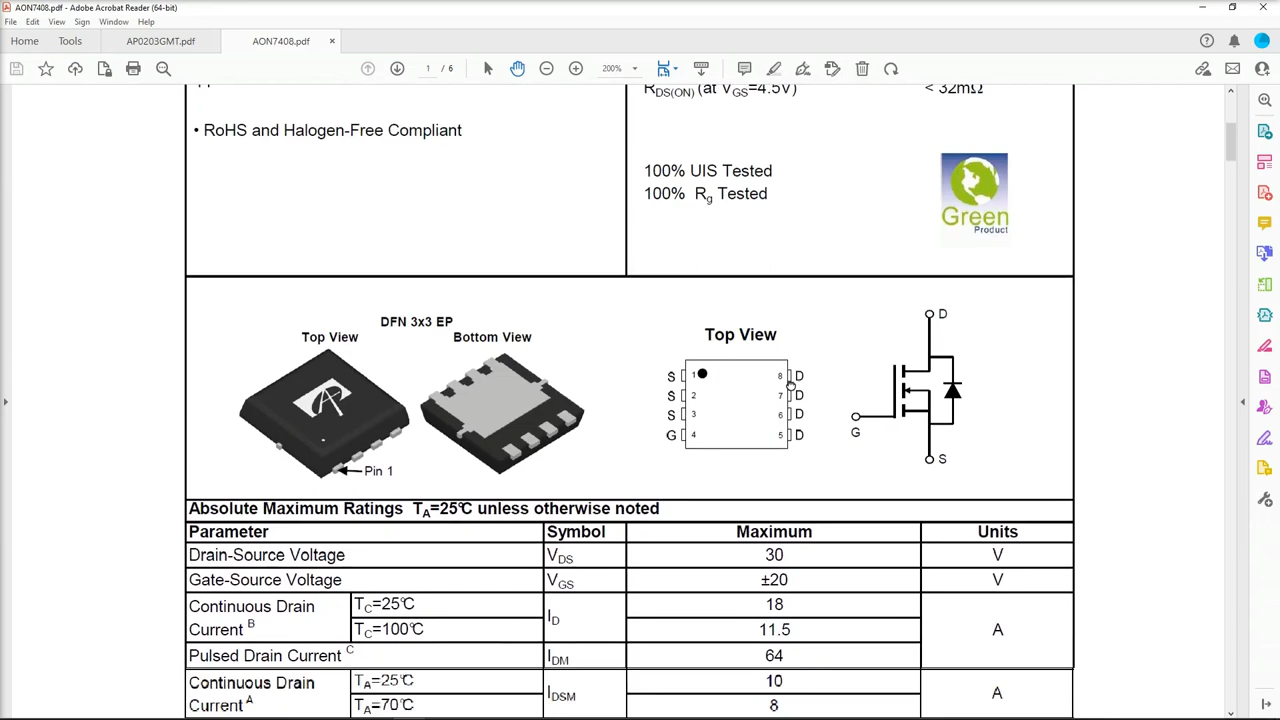 AON7408.pdf - Adobe Acrobat Reader (64-bit)
File Edit View Sign Window Help
Home Tools AP0203GMT.pdf AON7408.pdf ×
1 / 6 200%
RDS(ON) (at VGS=4.5V) < 32mΩ
• RoHS and Halogen-Free Compliant
100% UIS Tested
100% Rg Tested
Green
Product
DFN 3x3 EP
Top View Bottom View
Pin 1
Top View
S 1 8 D
S 2 7 D
S 3 6 D
G 4 5 D
D
G
S
Absolute Maximum Ratings TA=25°C unless otherwise noted
Parameter Symbol Maximum Units
Drain-Source Voltage VDS 30 V
Gate-Source Voltage VGS ±20 V
Continuous Drain Current B TC=25°C ID 18 A
TC=100°C 11.5
Pulsed Drain Current C IDM 64
Continuous Drain Current A TA=25°C IDSM 10 A
TA=70°C 8